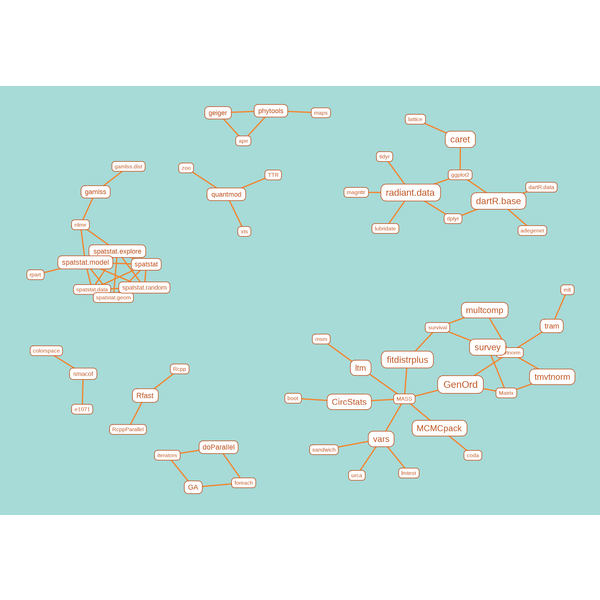 geiger
phytools
maps
ape
lattice
caret
gamlss.dist
zoo
TTR
tidyr
ggplot2
gamlss
quantmod
magrittr
radiant.data
dartR.data
dartR.base
nlme
xts
lubridate
dplyr
adegenet
spatstat.explore
spatstat.model
spatstat
rpart
spatstat.data
spatstat.random
spatstat.geom
mlt
multcomp
survival
tram
colorspace
msm
survey
fitdistrplus
smacof
Rcpp
ltm
tmvtnorm
GenOrd
Rfast
boot
CircStats
MASS
Matrix
e1071
RcppParallel
MCMCpack
iterators
doParallel
vars
sandwich
coda
GA
foreach
urca
lmtest